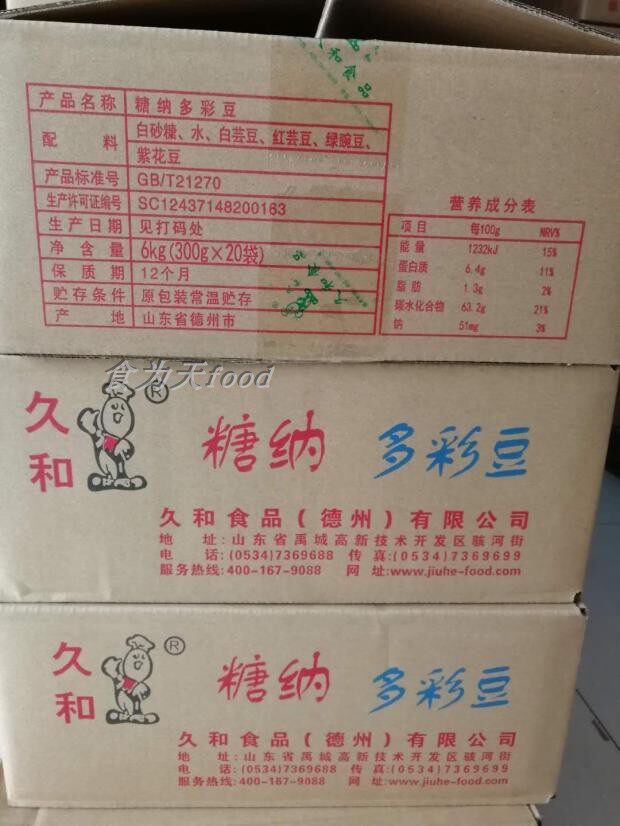 久和食品
产品名称 糖纳多彩豆
配料 白砂糖、水、白芸豆、红芸豆、绿豌豆、
紫花豆
产品标准号 GB/T21270
生产许可证编号 SC12437148200163
生产日期 见打码处
净含量 6kg(300g×20袋)
保质期 12个月
贮存条件 原包装常温贮存
产地 山东省德州市
营养成分表
项目 每100g NRV%
能量 1232kJ 15%
蛋白质 6.4g 11%
脂肪 1.3g 2%
碳水化合物 63.2g 21%
钠 51mg 3%
食为天food
久和 ® 糖纳 多彩豆
久和食品(德州)有限公司
地址:山东省禹城高新技术开发区骇河街
电话:(0534)7369688 传真:(0534)7369699
服务热线:400-167-9088 网址:www.jiuhe-food.com
久和 ® 糖纳 多彩豆
久和食品(德州)有限公司
地址:山东省禹城高新技术开发区骇河街
电话:(0534)7369688 传真:(0534)7369699
服务热线:400-167-9088 网址:www.jiuhe-food.com